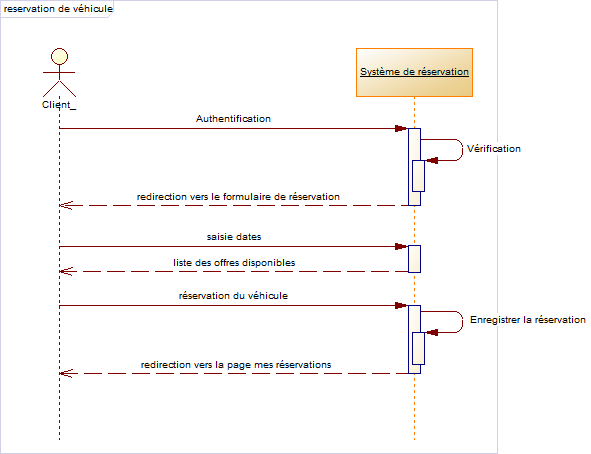 reservation de véhicule
Système de réservation
Client_
Authentification
Vérification
redirection vers le formulaire de réservation
saisie dates
liste des offres disponibles
réservation du véhicule
Enregistrer la réservation
redirection vers la page mes réservations